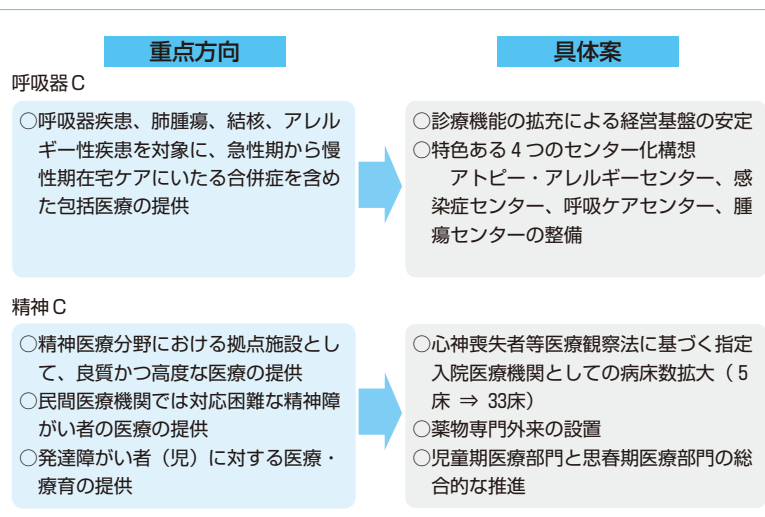 重点方向
具体案
呼吸器C
○呼吸器疾患、肺腫瘍、結核、アレル
ギー性疾患を対象に、急性期から慢
性期在宅ケアにいたる合併症を含め
た包括医療の提供
○診療機能の拡充による経営基盤の安定
○特色ある4つのセンター化構想
アトピー・アレルギーセンター、感
染症センター、呼吸ケアセンター、腫
瘍センターの整備
精神C
○精神医療分野における拠点施設とし
て、良質かつ高度な医療の提供
○民間医療機関では対応困難な精神障
がい者の医療の提供
○発達障がい者（児）に対する医療・
療育の提供
○心神喪失者等医療観察法に基づく指定
入院医療機関としての病床数拡大（5
床 ⇒ 33床）
○薬物専門外来の設置
○児童期医療部門と思春期医療部門の総
合的な推進